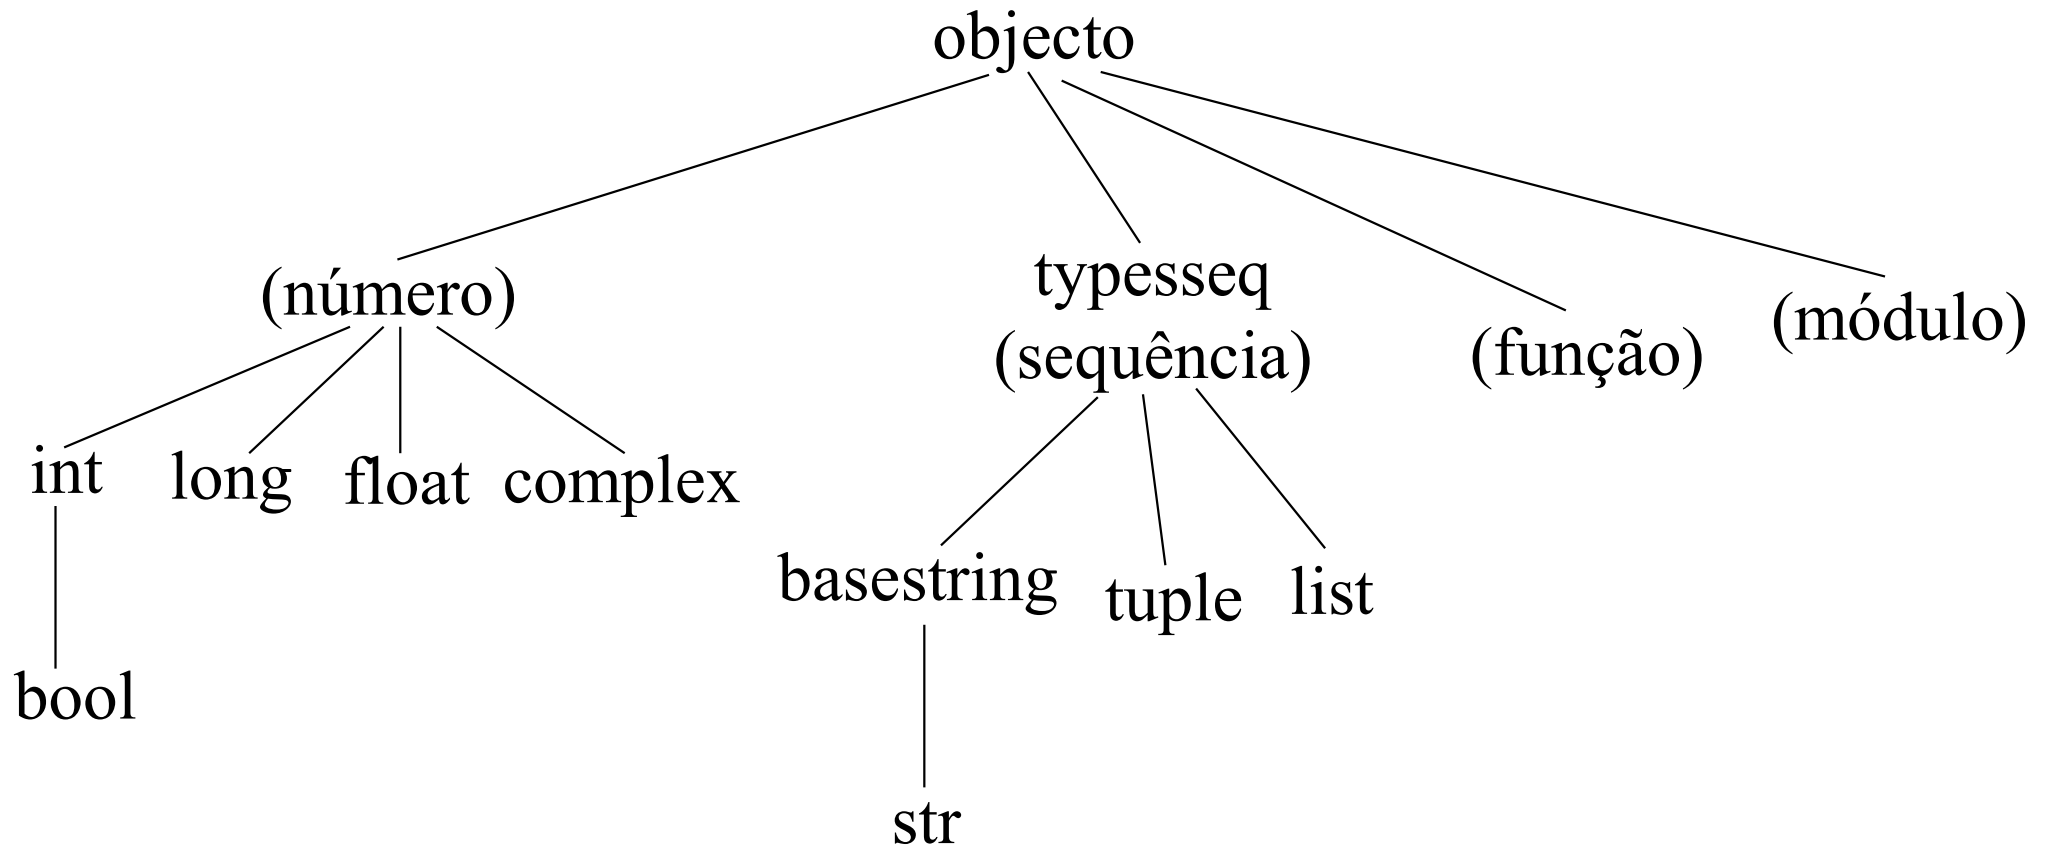 objecto
(número)
typesseq
(sequência)
(função)
(módulo)
int
long
float
complex
basestring
tuple
list
bool
str